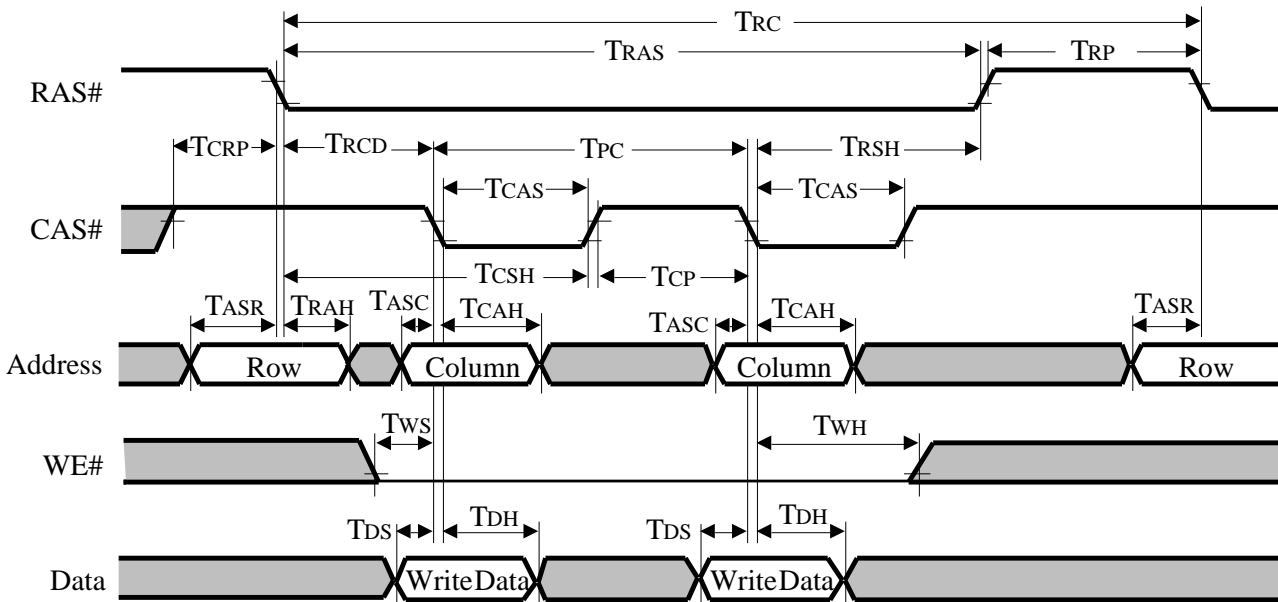 TRC
TRAS
TRP
RAS#
TCRP
TRCD
TPC
TRSH
TCAS
TCAS
CAS#
TCSH
TCP
TASR
TRAH
TASC
TCAH
TASC
TCAH
TASR
Address
Row
Column
Column
Row
TWS
TWH
WE#
TDS
TDH
TDS
TDH
Data
WriteData
WriteData